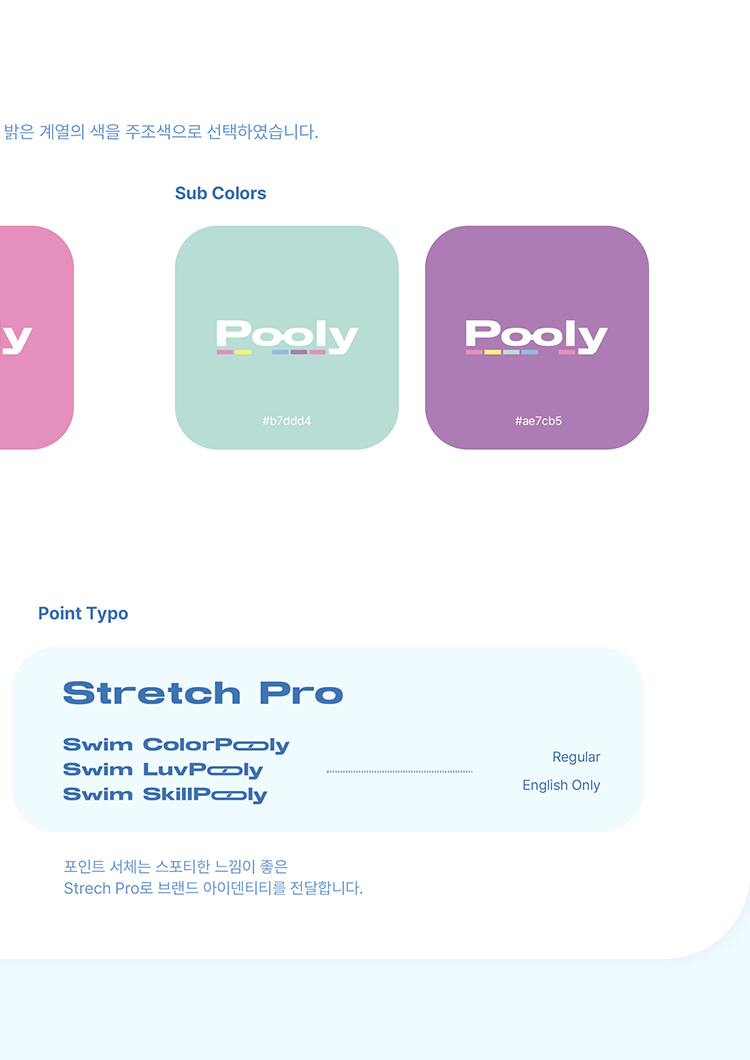 밝은 계열의 색을 주조색으로 선택하였습니다.
Sub Colors
y
Pooly
Pooly
#b7ddd4
#ae7cb5
Point Typo
Stretch Pro
Swim ColorPooly
Swim LuvPooly
Swim SkillPooly
Regular
English Only
포인트 서체는 스포티한 느낌이 좋은
Strech Pro로 브랜드 아이덴티티를 전달합니다.